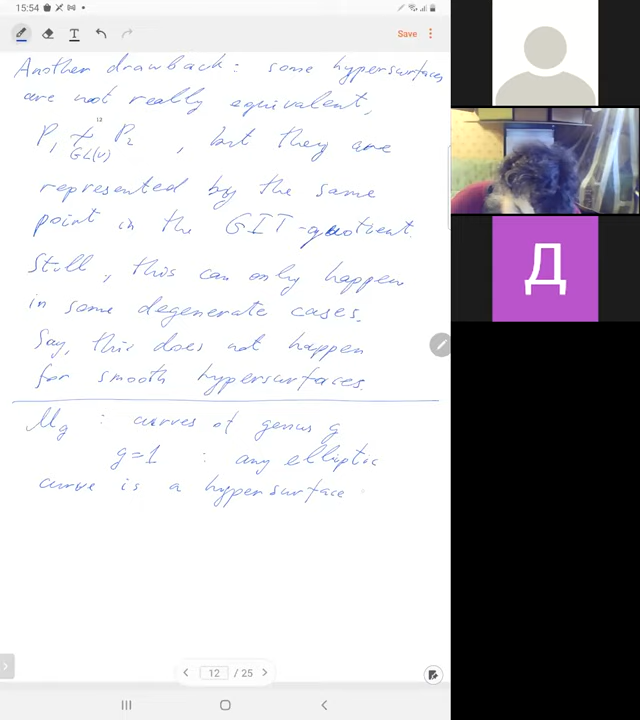 15:54
Save
Another drawback: some hypersurfaces
are not really equivalent,
P₁ ≁ P₂ , but they are
GL(V)
represented by the same
point in the GIT-quotient.
Still, this can only happen
in some degenerate cases.
Say, this does not happen
for smooth hypersurfaces.
M_g : curves of genus g
g=1 : any elliptic
curve is a hypersurface
12 / 25
Д